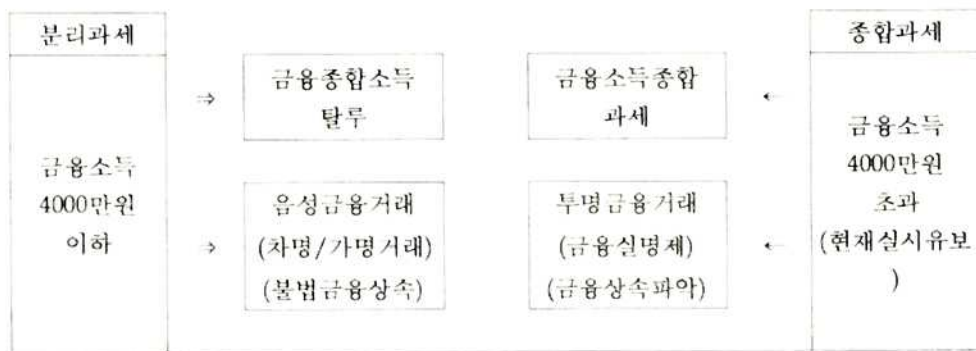 분리과세
금융소득
4000만원
이하
⇒
금융종합소득
탈루
⇒
음성금융거래
(차명/가명거래)
(불법금융상속)
금융소득종합
과세
←
투명금융거래
(금융실명제)
(금융상속파악)
←
종합과세
금융소득
4000만원
초과
(현재실시유보
)